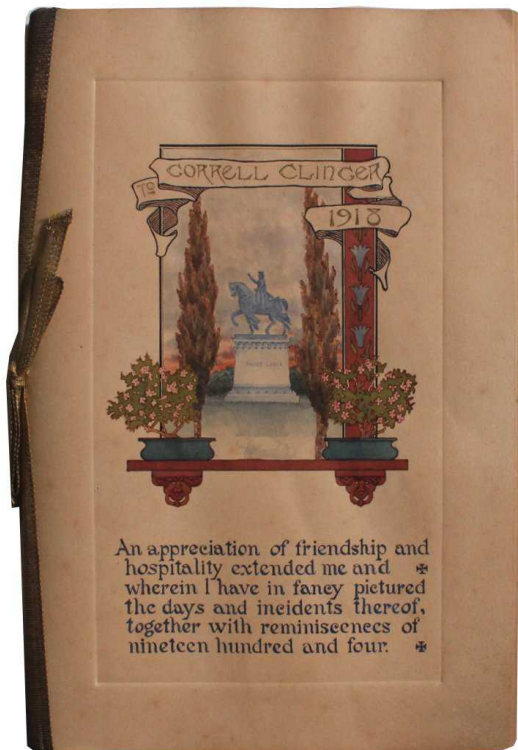 TO
CORRELL CLINGER
1918
An appreciation of friendship and
hospitality extended me and ✠
wherein I have in fancy pictured
the days and incidents thereof,
together with reminiscences of
nineteen hundred and four. ✠